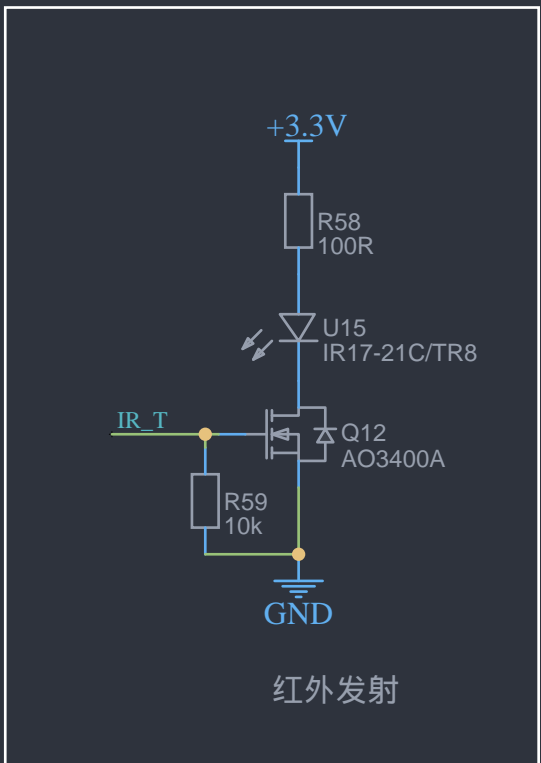 +3.3V
R58
100R
U15
IR17-21C/TR8
IR_T
Q12
AO3400A
R59
10k
GND
红外发射